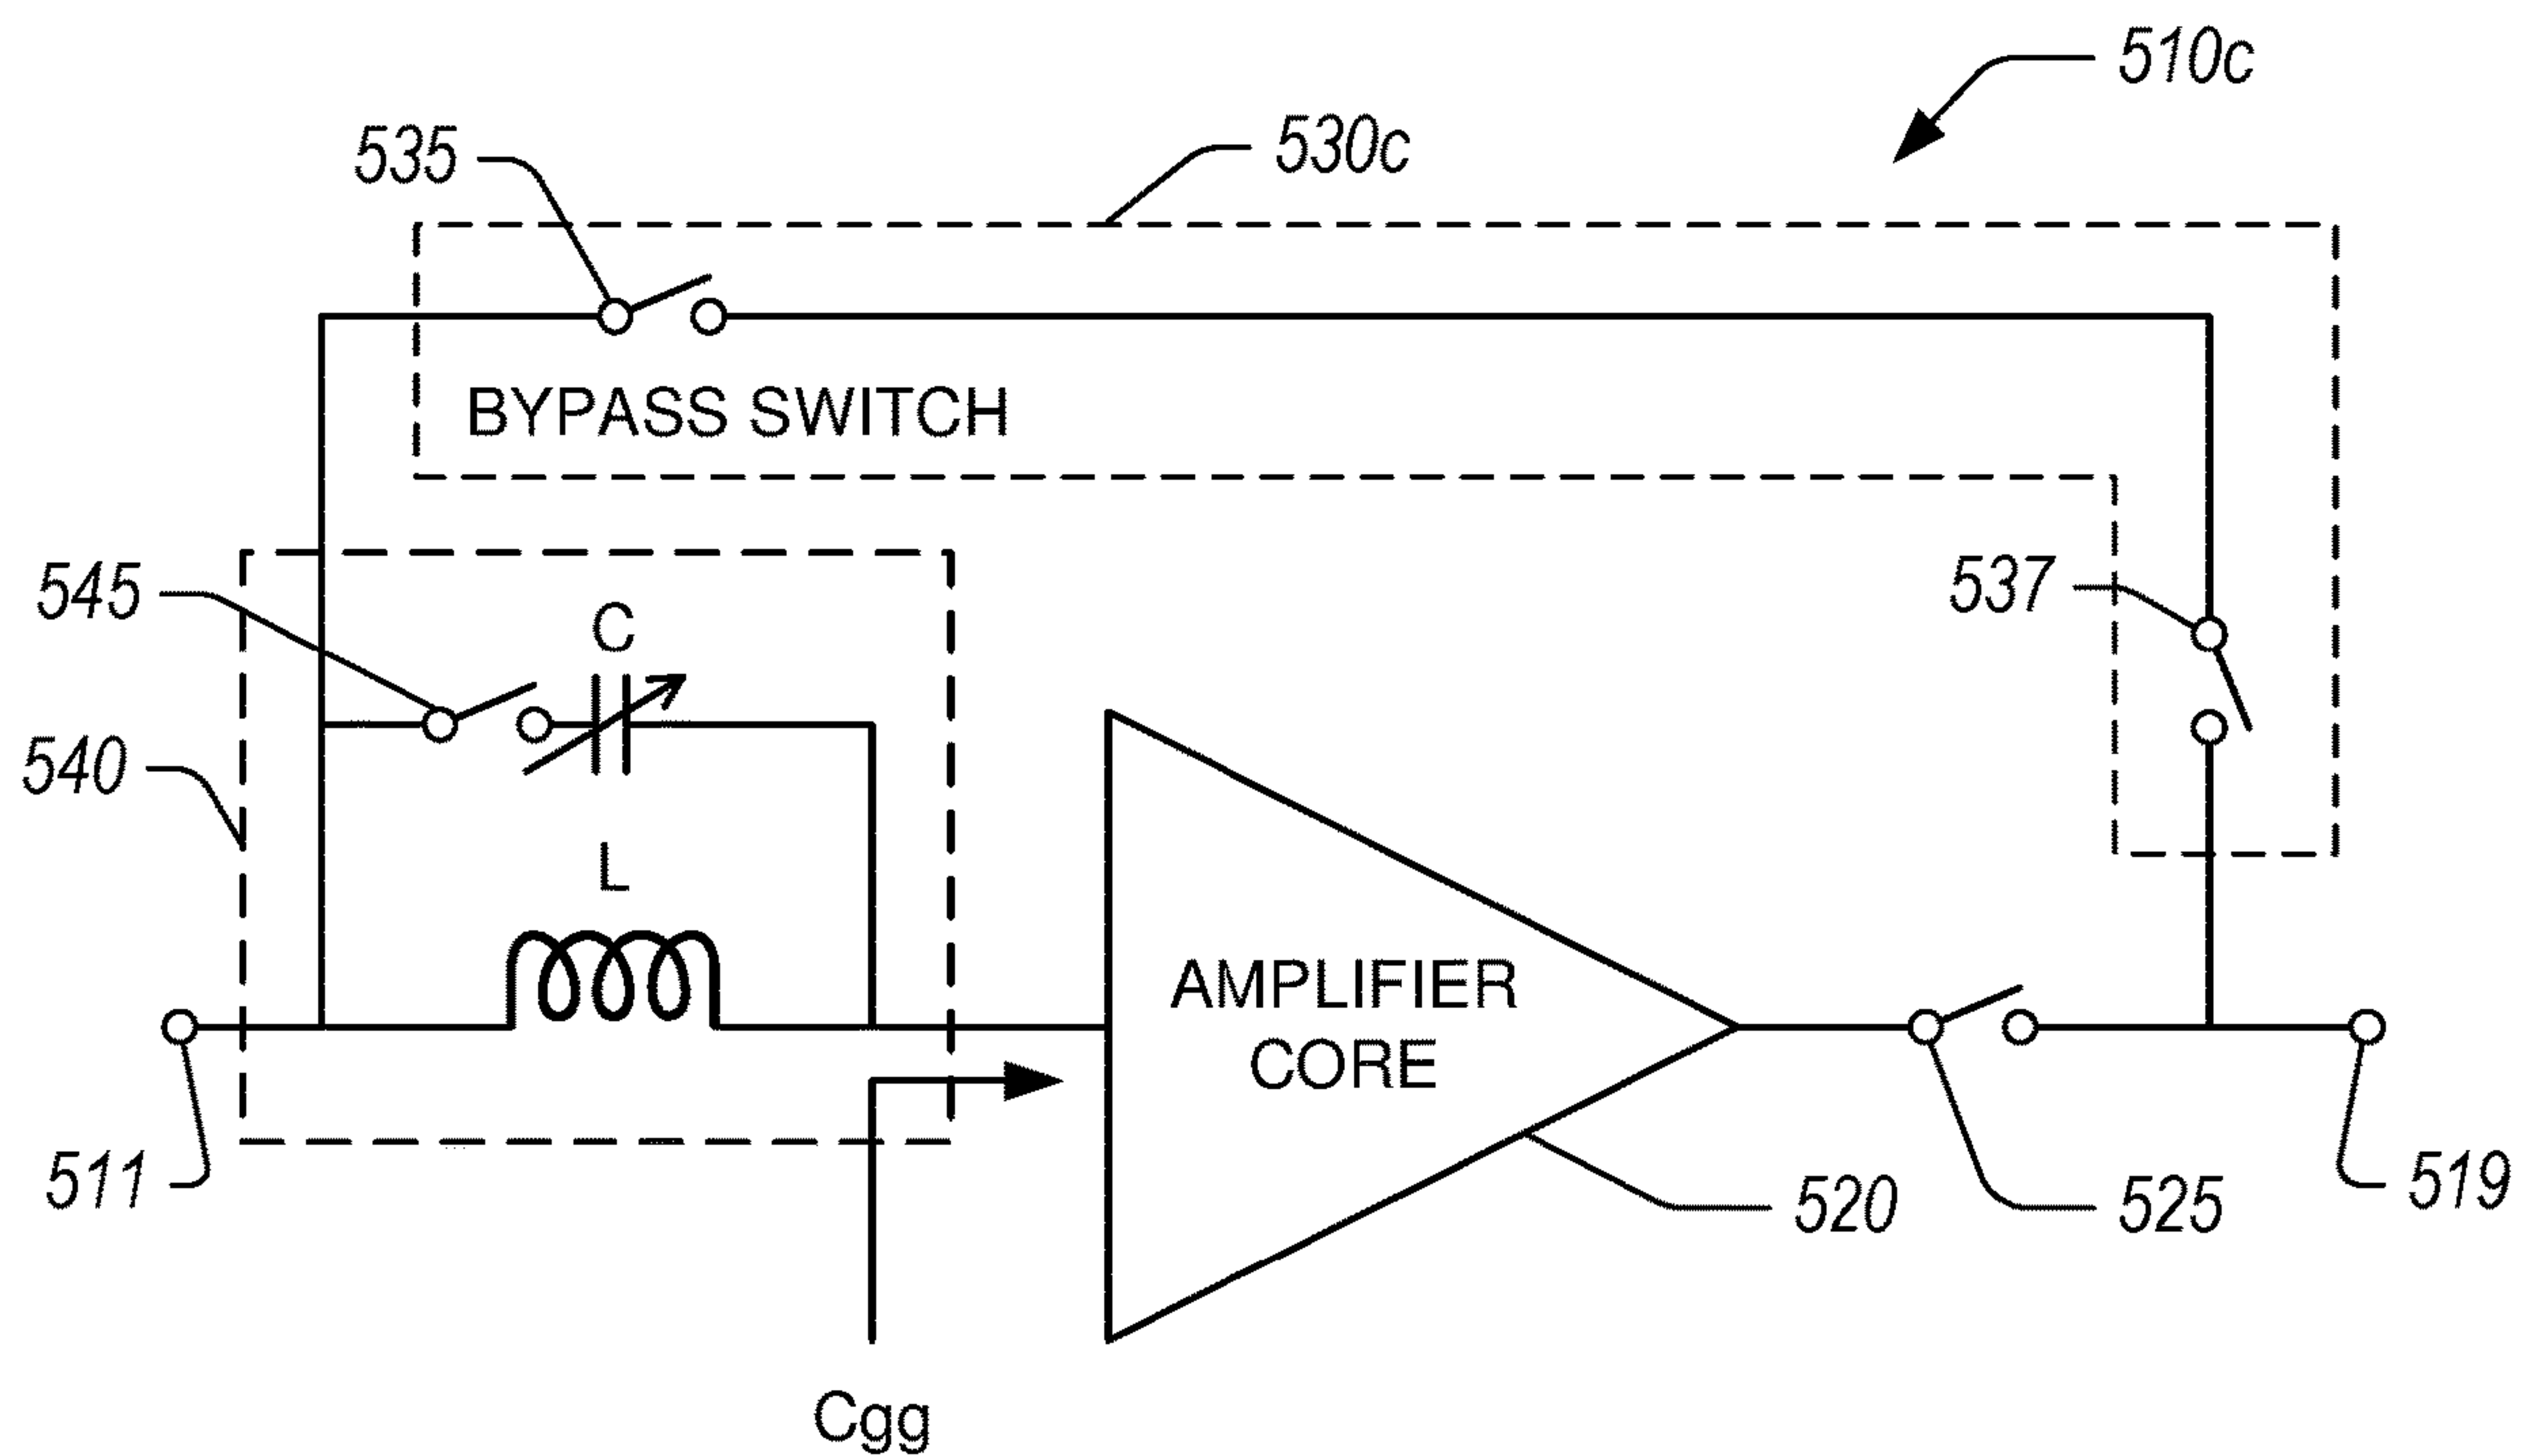 510c
535
530c
BYPASS SWITCH
545
C
537
540
L
AMPLIFIER
CORE
511
520
525
519
Cgg